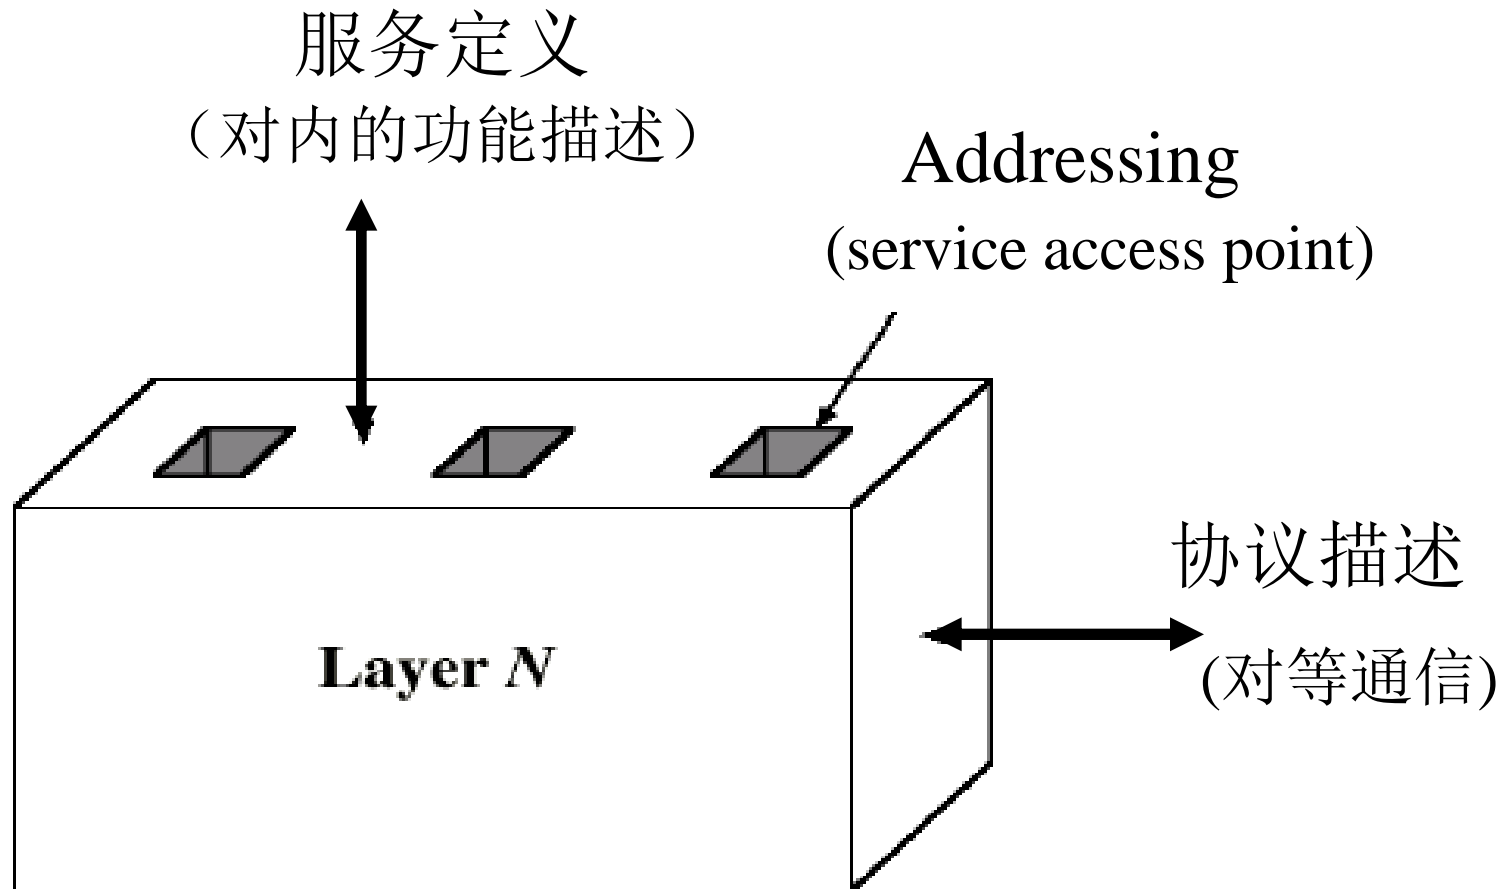 服务定义
（对内的功能描述）
Addressing
(service access point)
协议描述
(对等通信)
Layer N